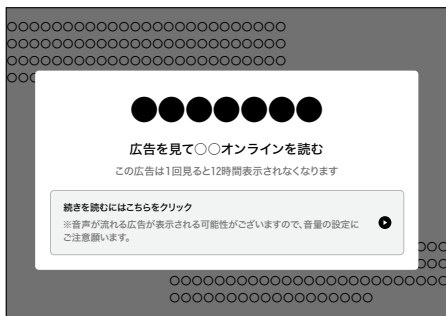 ○○○○○○○○○○○○○○○○○○○○○○○○○
○○○○○○○○○○○○○○○○○○○○○○○○○
○○○○○○○○○○○○○○○○○○○○○○○○○
○○○
●●●●●●●
広告を見て○○オンラインを読む
この広告は1回見ると12時間表示されなくなります
続きを読むにはこちらをクリック
※音声が流れる広告が表示される可能性がございますので、音量の設定に
ご注意願います。
○○○
○○○
○○○○○○○○○○○○○○○○○○○○○○○○○
○○○○○○○○○○○○○○○○○○